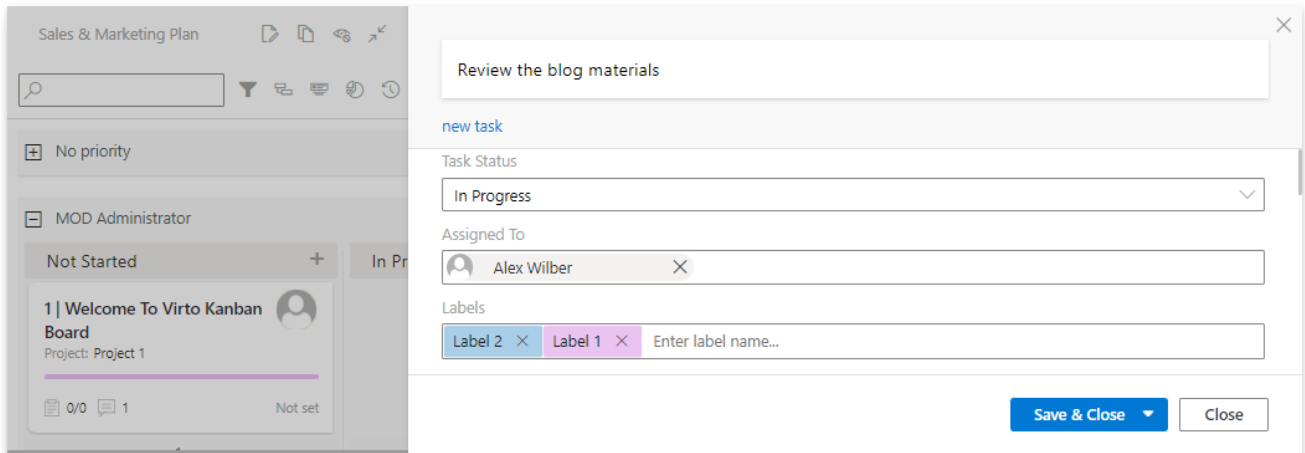 Sales & Marketing Plan
No priority
MOD Administrator
Not Started
In Pr
1 | Welcome To Virto Kanban
Board
Project: Project 1
0/0 1 Not set
Review the blog materials
new task
Task Status
In Progress
Assigned To
Alex Wilber
Labels
Label 2 Label 1 Enter label name...
Save & Close Close